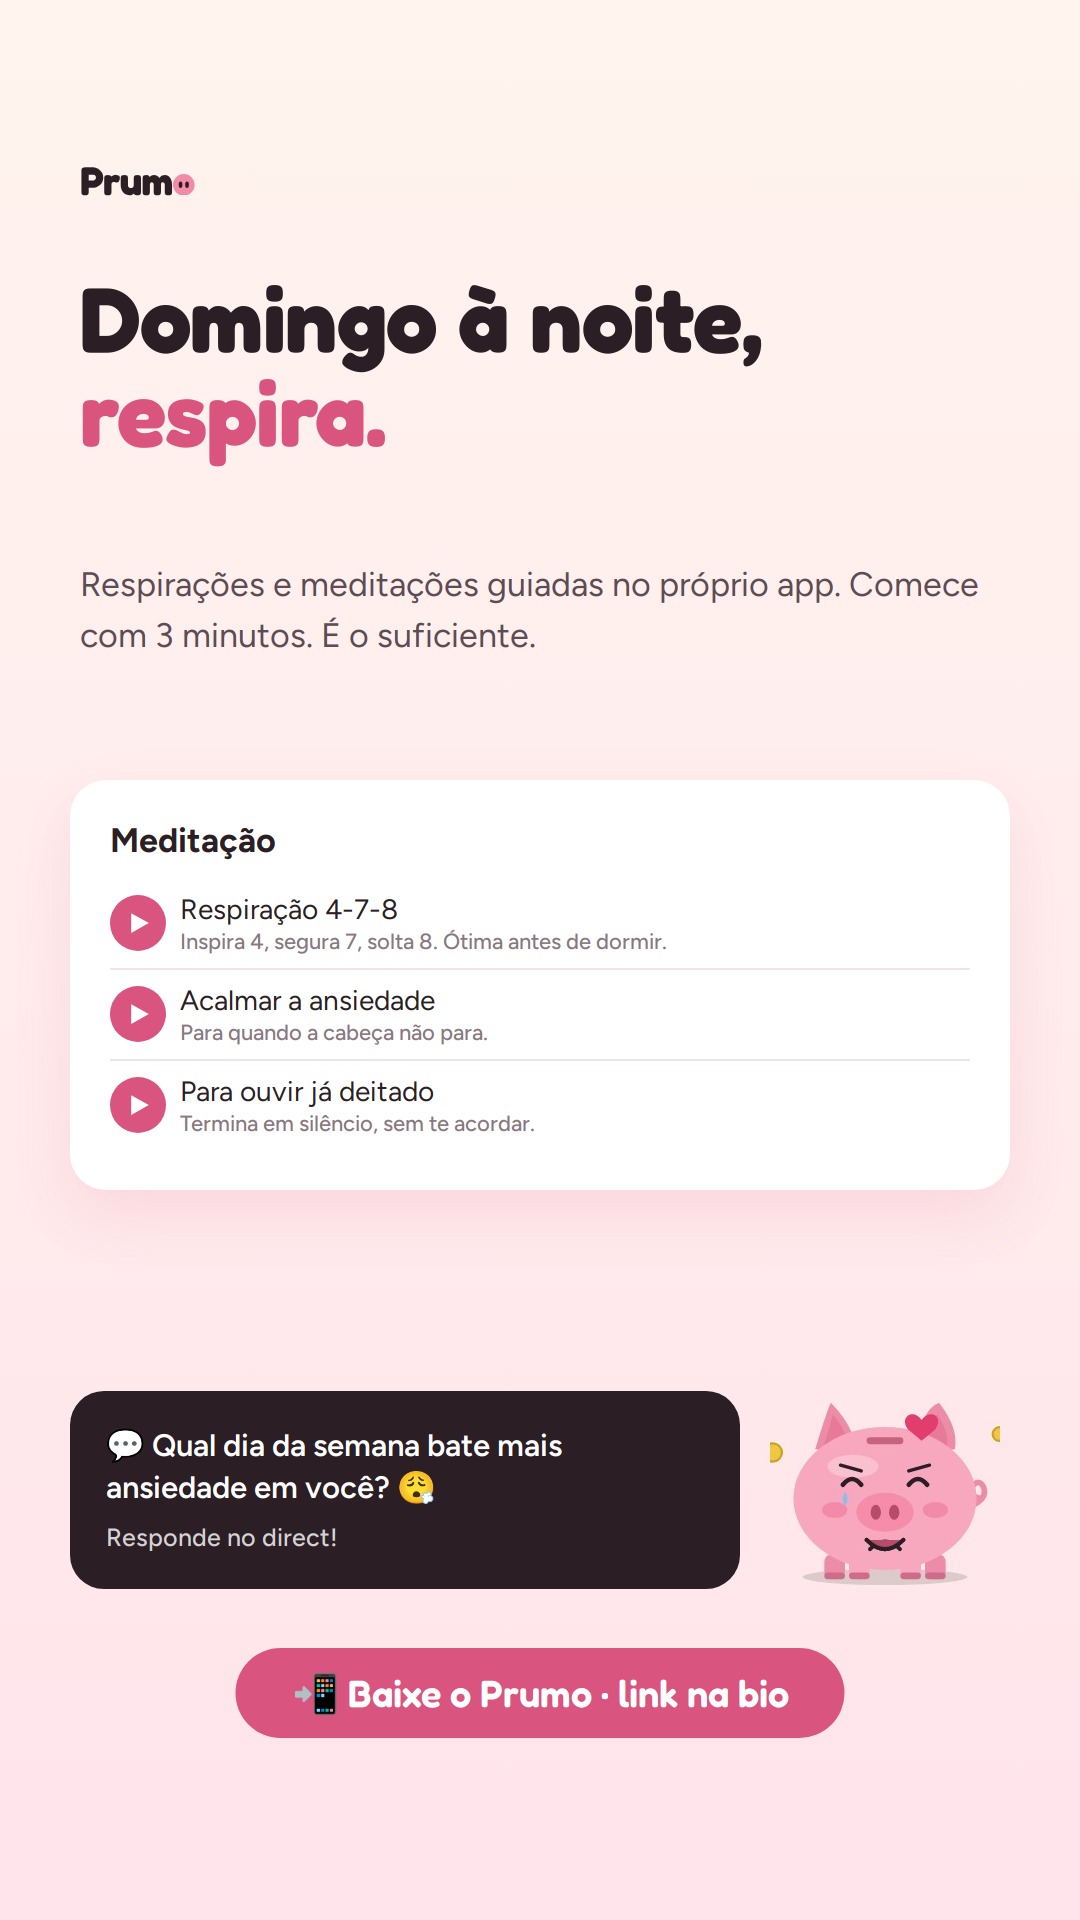 Prumo
Domingo à noite,
respira.
Respirações e meditações guiadas no próprio app. Comece
com 3 minutos. É o suficiente.
Meditação
Respiração 4-7-8
Inspira 4, segura 7, solta 8. Ótima antes de dormir.
Acalmar a ansiedade
Para quando a cabeça não para.
Para ouvir já deitado
Termina em silêncio, sem te acordar.
💬 Qual dia da semana bate mais
ansiedade em você? 😮‍💨
Responde no direct!
📲 Baixe o Prumo · link na bio